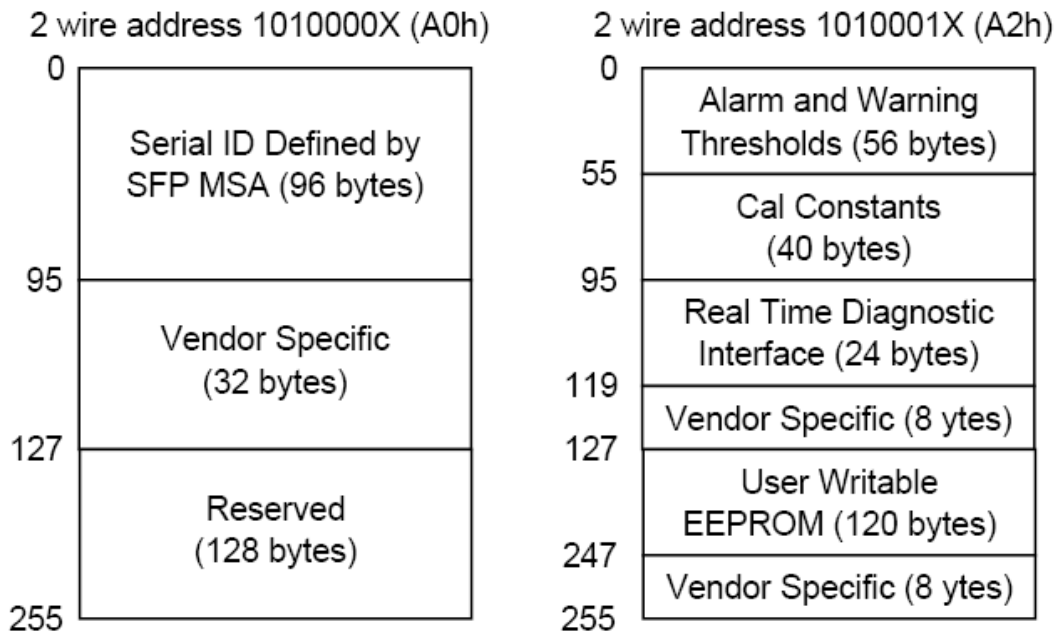 2 wire address 1010000X (A0h)
0
Serial ID Defined by
SFP MSA (96 bytes)
95
Vendor Specific
(32 bytes)
127
Reserved
(128 bytes)
255
2 wire address 1010001X (A2h)
0
Alarm and Warning
Thresholds (56 bytes)
55
Cal Constants
(40 bytes)
95
Real Time Diagnostic
Interface (24 bytes)
119
Vendor Specific (8 ytes)
127
User Writable
EEPROM (120 bytes)
247
Vendor Specific (8 ytes)
255